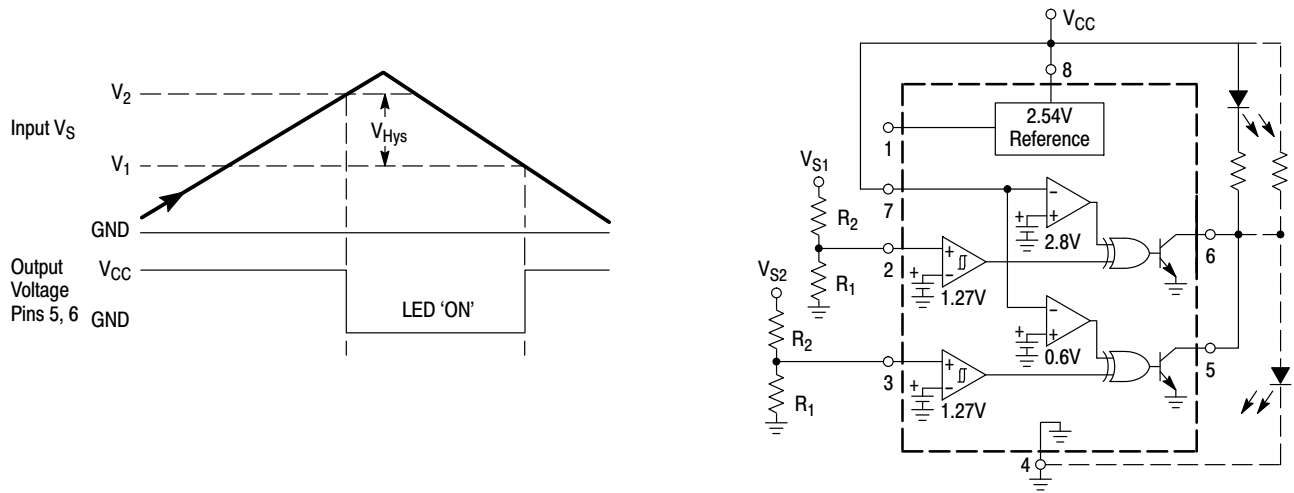 Input VS
V2
VHys
V1
GND
Output
Voltage
Pins 5, 6
VCC
GND
LED 'ON'
VCC
8
2.54V
Reference
1
VS1
7
R2
2.8V
6
2
R1
1.27V
VS2
R2
0.6V
5
3
R1
1.27V
4